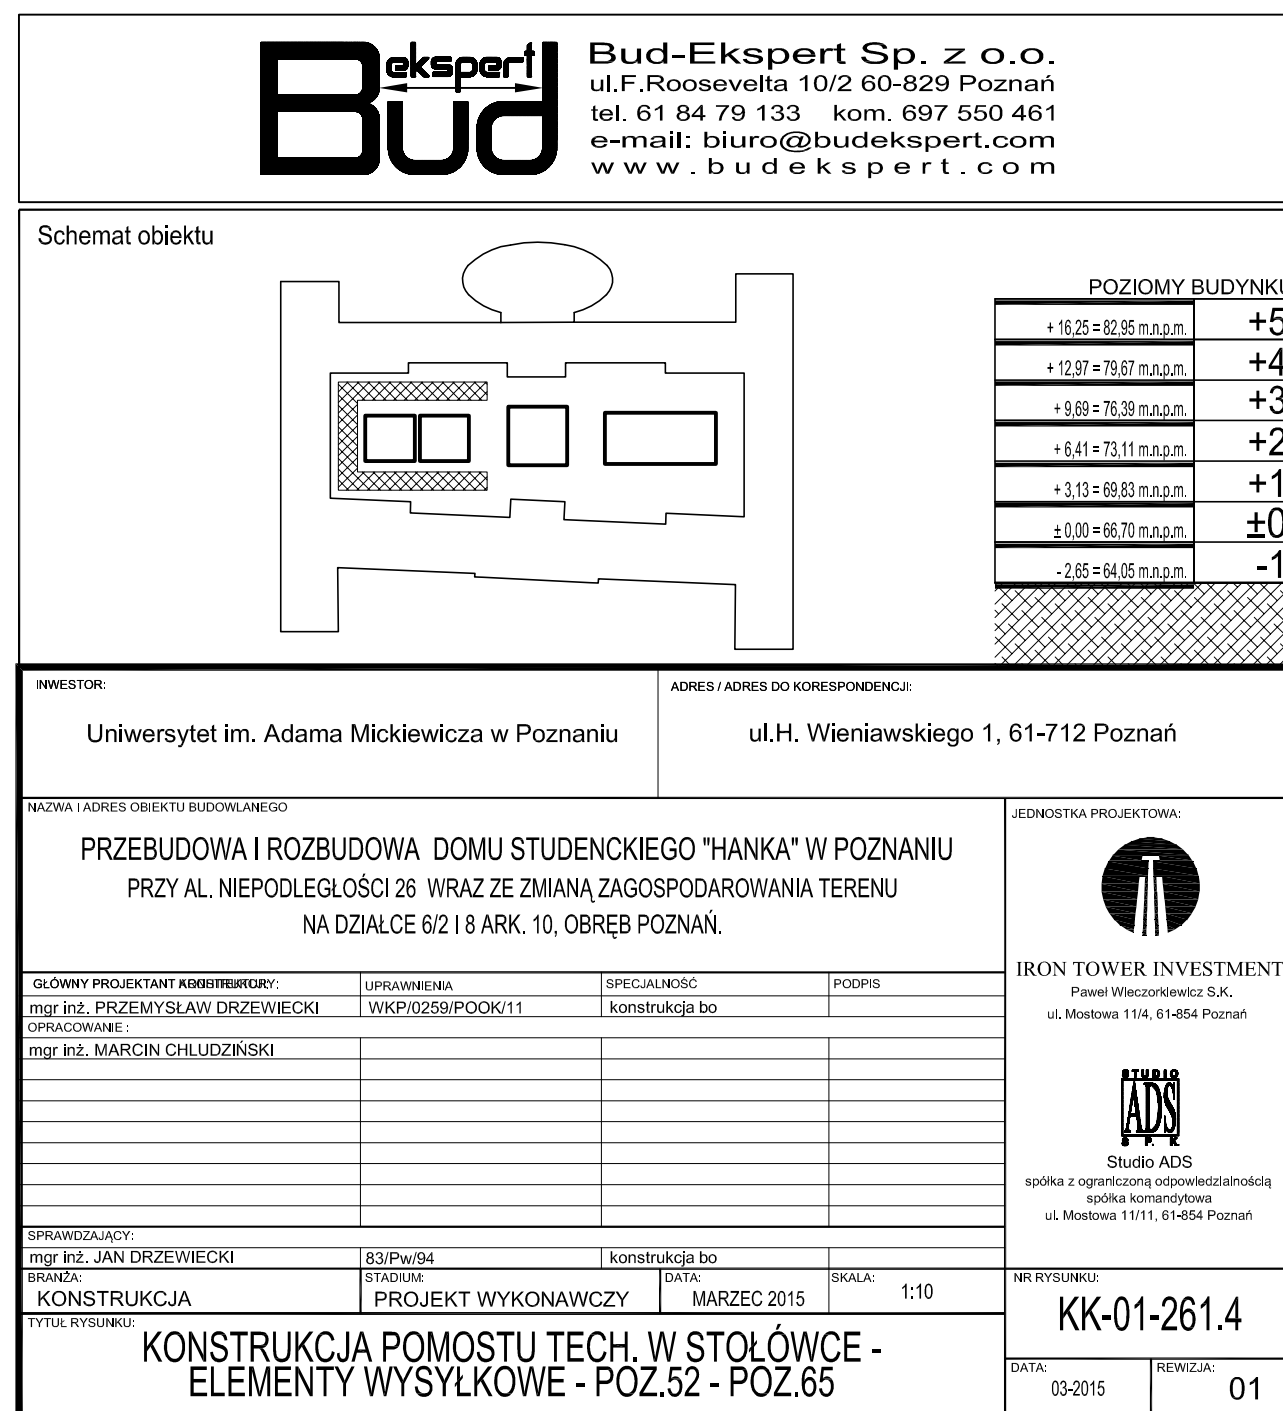 ekspert
Bud
Bud-Ekspert Sp. z o.o.
ul.F.Roosevelta 10/2 60-829 Poznań
tel. 61 84 79 133 kom. 697 550 461
e-mail: biuro@budekspert.com
www.budekspert.com
Schemat obiektu
POZIOMY BUDYNKU
+ 16,25 = 82,95 m.n.p.m. +5
+ 12,97 = 79,67 m.n.p.m. +4
+ 9,69 = 76,39 m.n.p.m. +3
+ 6,41 = 73,11 m.n.p.m. +2
+ 3,13 = 69,83 m.n.p.m. +1
± 0,00 = 66,70 m.n.p.m. ±0
- 2,65 = 64,05 m.n.p.m. -1
INWESTOR:
Uniwersytet im. Adama Mickiewicza w Poznaniu
ADRES / ADRES DO KORESPONDENCJI:
ul.H. Wieniawskiego 1, 61-712 Poznań
NAZWA I ADRES OBIEKTU BUDOWLANEGO
PRZEBUDOWA I ROZBUDOWA DOMU STUDENCKIEGO "HANKA" W POZNANIU
PRZY AL. NIEPODLEGŁOŚCI 26 WRAZ ZE ZMIANĄ ZAGOSPODAROWANIA TERENU
NA DZIAŁCE 6/2 I 8 ARK. 10, OBRĘB POZNAŃ.
JEDNOSTKA PROJEKTOWA:
IRON TOWER INVESTMENT
Paweł Wieczorkiewicz S.K.
ul. Mostowa 11/4, 61-854 Poznań
STUDIO
ADS
S P. K.
Studio ADS
spółka z ograniczoną odpowiedzialnością
spółka komandytowa
ul. Mostowa 11/11, 61-854 Poznań
GŁÓWNY PROJEKTANT UPRAWNIENIA SPECJALNOŚĆ PODPIS
mgr inż. PRZEMYSŁAW DRZEWIECKI WKP/0259/POOK/11 konstrukcja bo
OPRACOWANIE :
mgr inż. MARCIN CHLUDZIŃSKI
SPRAWDZAJĄCY:
mgr inż. JAN DRZEWIECKI 83/Pw/94 konstrukcja bo
BRANŻA: STADIUM: DATA: SKALA:
KONSTRUKCJA PROJEKT WYKONAWCZY MARZEC 2015 1:10
NR RYSUNKU:
KK-01-261.4
TYTUŁ RYSUNKU:
KONSTRUKCJA POMOSTU TECH. W STOŁÓWCE -
ELEMENTY WYSYŁKOWE - POZ.52 - POZ.65
DATA: REWIZJA:
03-2015 01